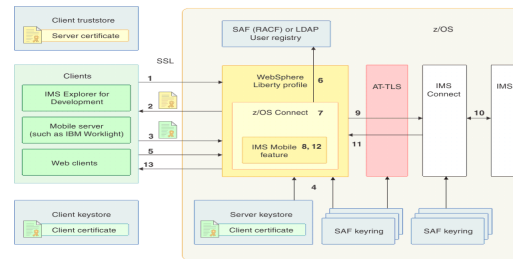 Client truststore
Server certificate
SSL
SAF (RACF) or LDAP
User registry
z/OS
Clients
IMS Explorer for
Development
Mobile server
(such as IBM Worklight)
Web clients
1
2
3
5
13
WebSphere
Liberty profile
6
7
z/OS Connect
IMS Mobile
feature
8, 12
4
9
11
AT-TLS
IMS
Connect
10
IMS
Client keystore
Client certificate
Server keystore
Client certificate
SAF keyring
SAF keyring